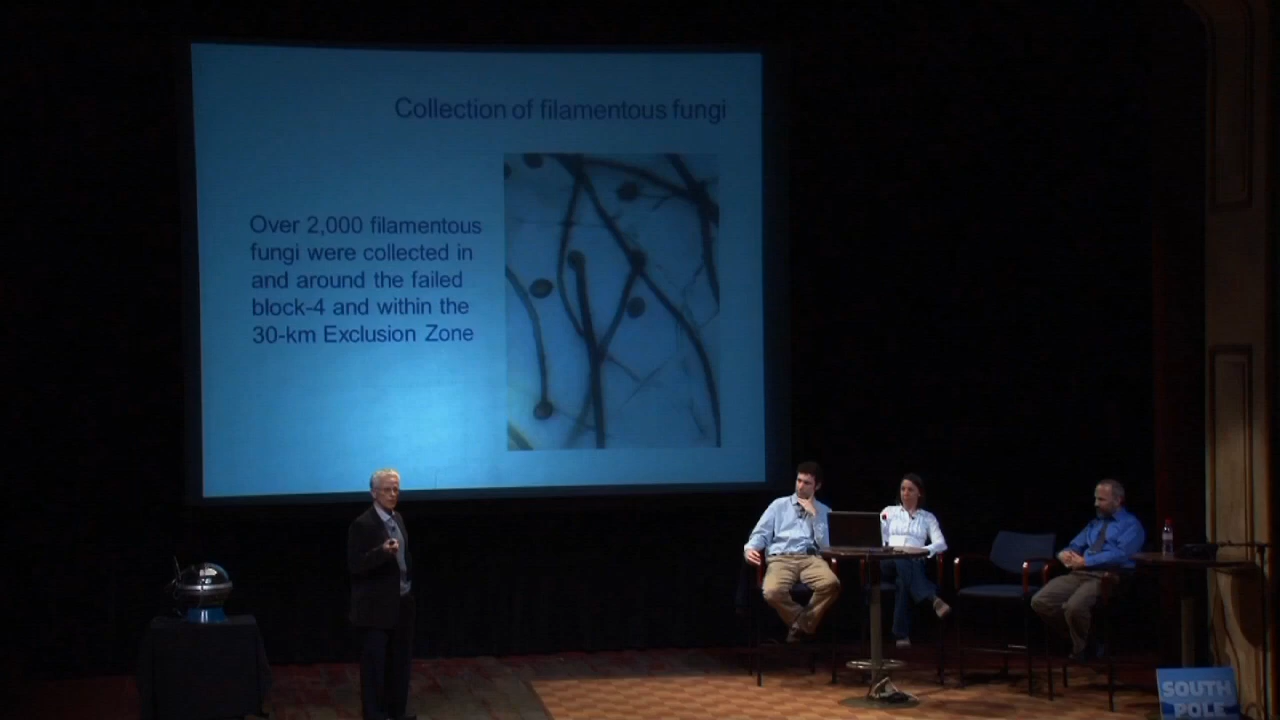 Collection of filamentous fungi
Over 2,000 filamentous
fungi were collected in
and around the failed
block-4 and within the
30-km Exclusion Zone
SOUTH
POLE